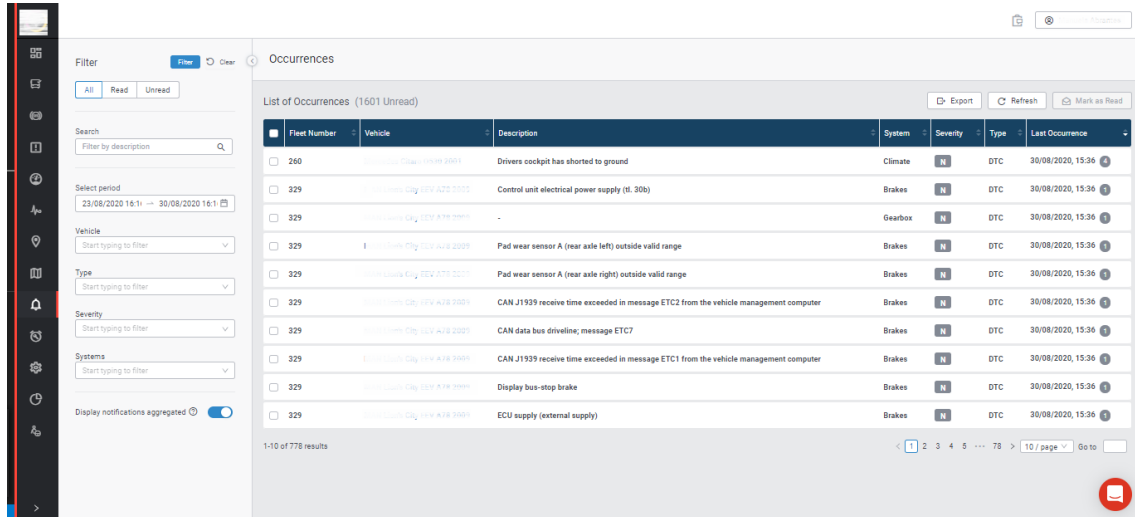 Filter
Filter
Clear
All
Read
Unread
Search
Filter by description
Select period
23/08/2020 16:1 → 30/08/2020 16:1
Vehicle
Start typing to filter
Type
Start typing to filter
Severity
Start typing to filter
Systems
Start typing to filter
Display notifications aggregated
Occurrences
List of Occurrences (1601 Unread)
Export
Refresh
Mark as Read
Fleet Number Vehicle Description System Severity Type Last Occurrence
260 Drivers cockpit has shorted to ground Climate N DTC 30/08/2020, 15:36 4
329 Control unit electrical power supply (tl. 30b) Brakes N DTC 30/08/2020, 15:36 1
329 - Gearbox N DTC 30/08/2020, 15:36 1
329 Pad wear sensor A (rear axle left) outside valid range Brakes N DTC 30/08/2020, 15:36 1
329 Pad wear sensor A (rear axle right) outside valid range Brakes N DTC 30/08/2020, 15:36 1
329 CAN J1939 receive time exceeded in message ETC2 from the vehicle management computer Brakes N DTC 30/08/2020, 15:36 1
329 CAN data bus driveline; message ETC7 Brakes N DTC 30/08/2020, 15:36 1
329 CAN J1939 receive time exceeded in message ETC1 from the vehicle management computer Brakes N DTC 30/08/2020, 15:36 1
329 Display bus-stop brake Brakes N DTC 30/08/2020, 15:36 1
329 ECU supply (external supply) Brakes N DTC 30/08/2020, 15:36 1
1-10 of 778 results
< 1 2 3 4 5 ··· 78 > 10 / page Go to